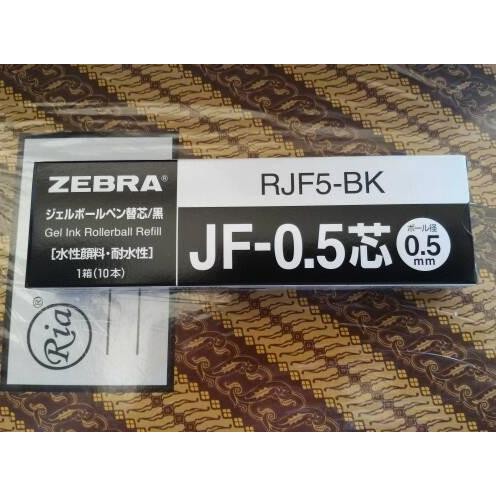 ZEBRA®
ジェルボールペン替芯/黒
Gel Ink Rollerball Refill
[水性顔料・耐水性]
1箱(10本)
RJF5-BK
JF-0.5芯
ボール径
0.5
mm
Ria
®